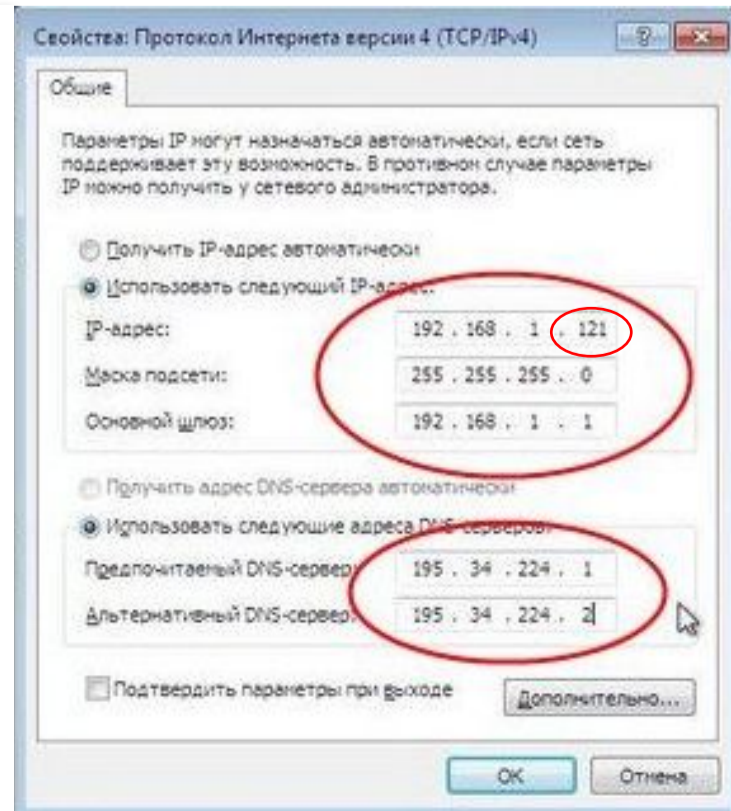 Свойства: Протокол Интернета версии 4 (TCP/IPv4)
Общие
Параметры IP могут назначаться автоматически, если сеть
поддерживает эту возможность. В противном случае параметры
IP можно получить у сетевого администратора.
Получить IP-адрес автоматически
Использовать следующий IP-адрес:
IP-адрес: 192 . 168 . 1 . 121
Маска подсети: 255 . 255 . 255 . 0
Основной шлюз: 192 . 168 . 1 . 1
Получить адрес DNS-сервера автоматически
Использовать следующие адреса DNS-серверов:
Предпочитаемый DNS-сервер: 195 . 34 . 224 . 1
Альтернативный DNS-сервер: 195 . 34 . 224 . 2
Подтвердить параметры при выходе
Дополнительно...
ОК
Отмена